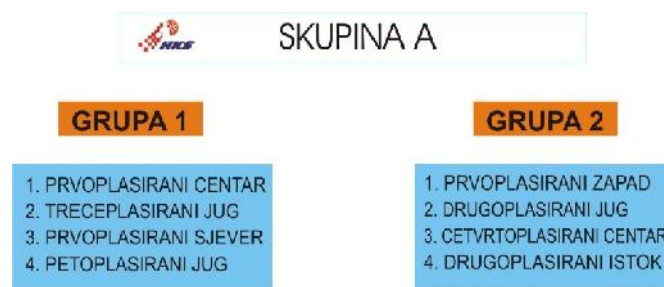 HKS
SKUPINA A
GRUPA 1
1. PRVOPLASIRANI CENTAR
2. TRECEPLASIRANI JUG
3. PRVOPLASIRANI SJEVER
4. PETOPLASIRANI JUG
GRUPA 2
1. PRVOPLASIRANI ZAPAD
2. DRUGOPLASIRANI JUG
3. CETVRTOPLASIRANI CENTAR
4. DRUGOPLASIRANI ISTOK